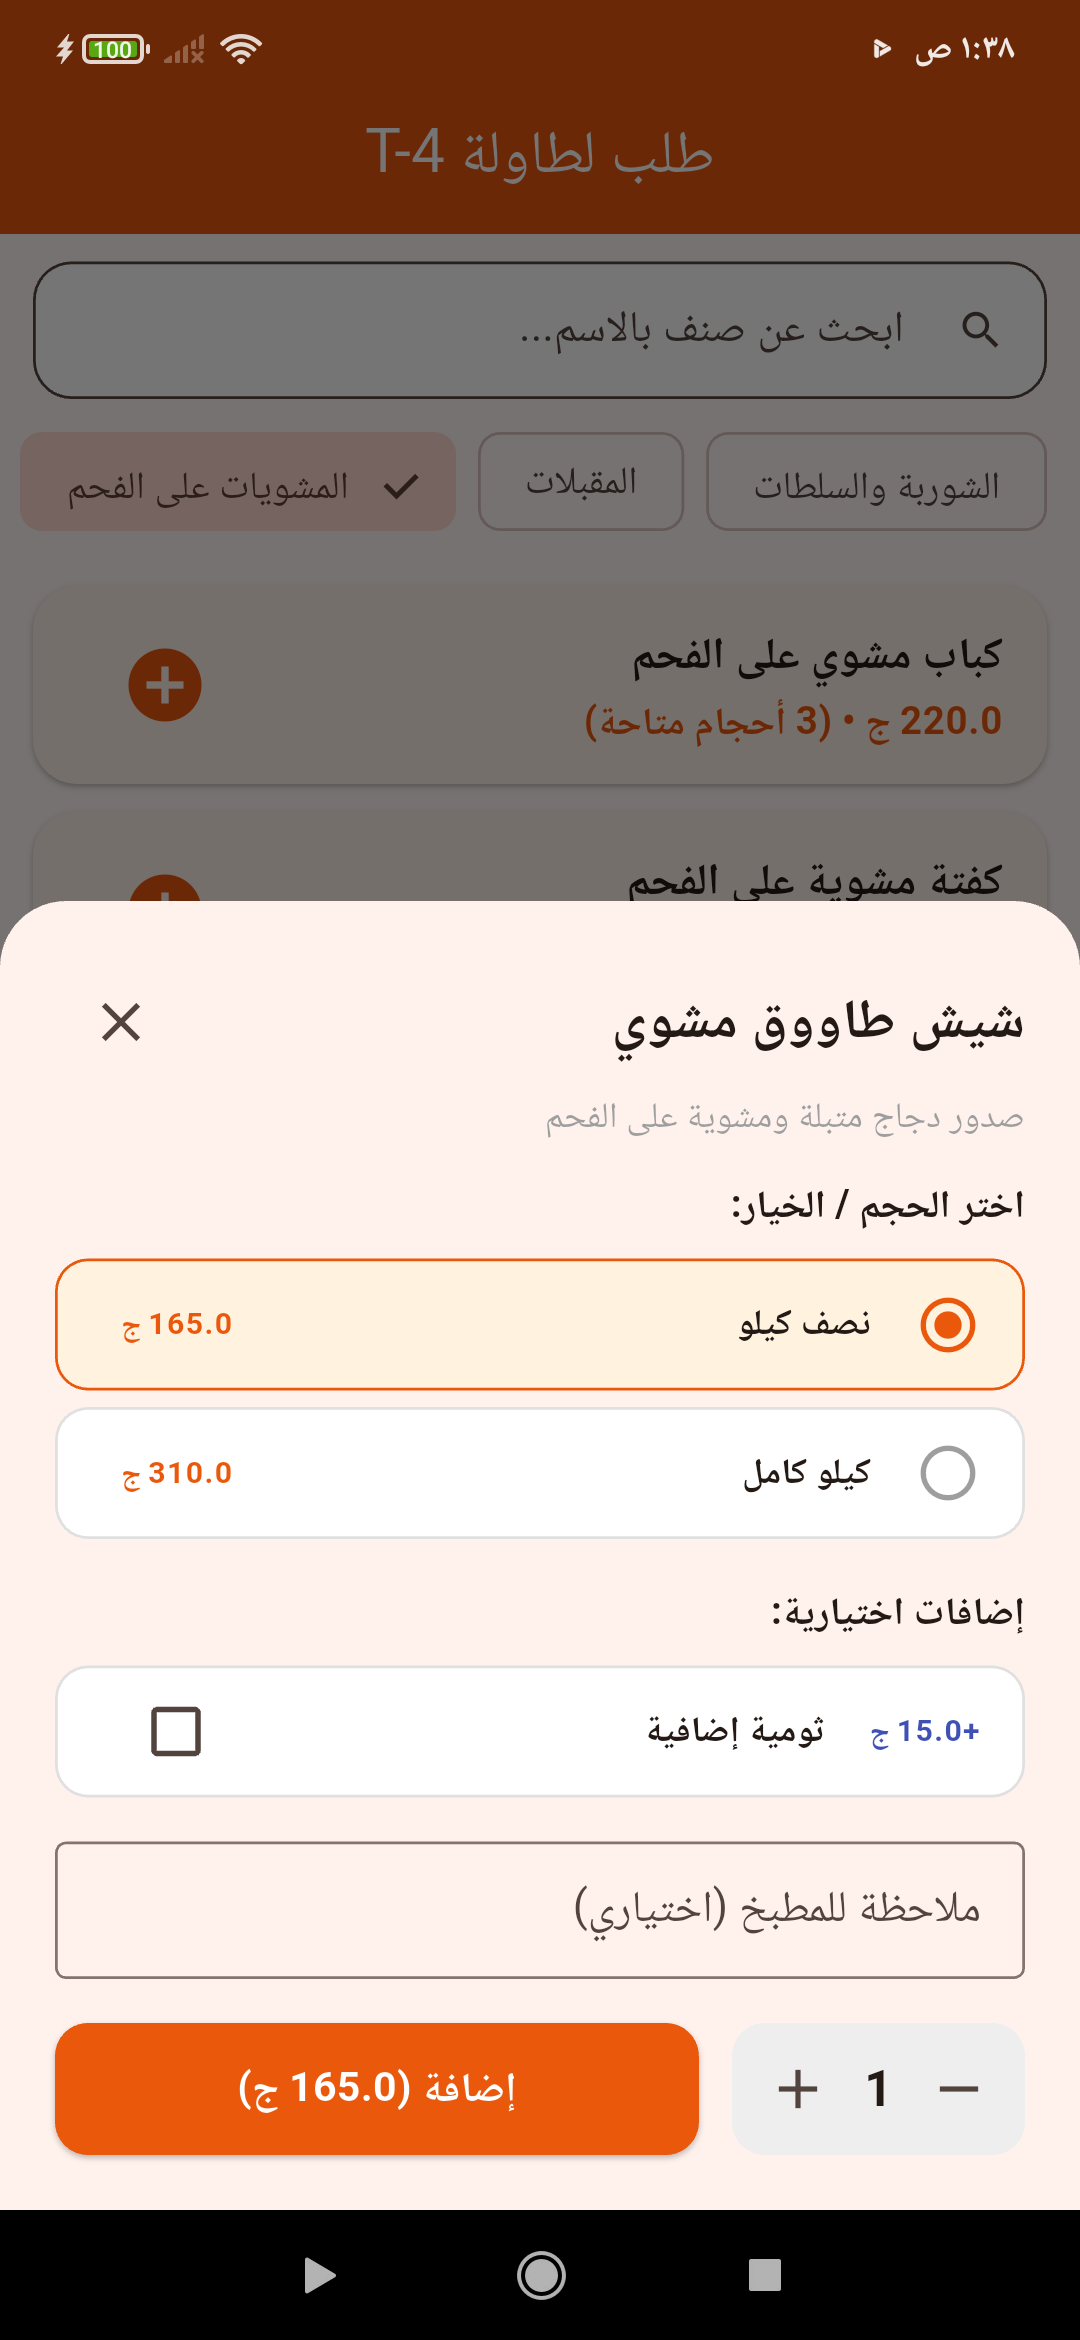 ١:٣٨ ص
100
طلب لطاولة T-4
ابحث عن صنف بالاسم...
الشوربة والسلطات
المقبلات
المشويات على الفحم
كباب مشوي على الفحم
220.0 ج • (3 أحجام متاحة)
كفتة مشوية على الفحم
شيش طاووق مشوي
صدور دجاج متبلة ومشوية على الفحم
اختر الحجم / الخيار:
نصف كيلو
165.0 ج
كيلو كامل
310.0 ج
إضافات اختيارية:
+15.0 ج
ثومية إضافية
ملاحظة للمطبخ (اختياري)
1
إضافة (165.0 ج)